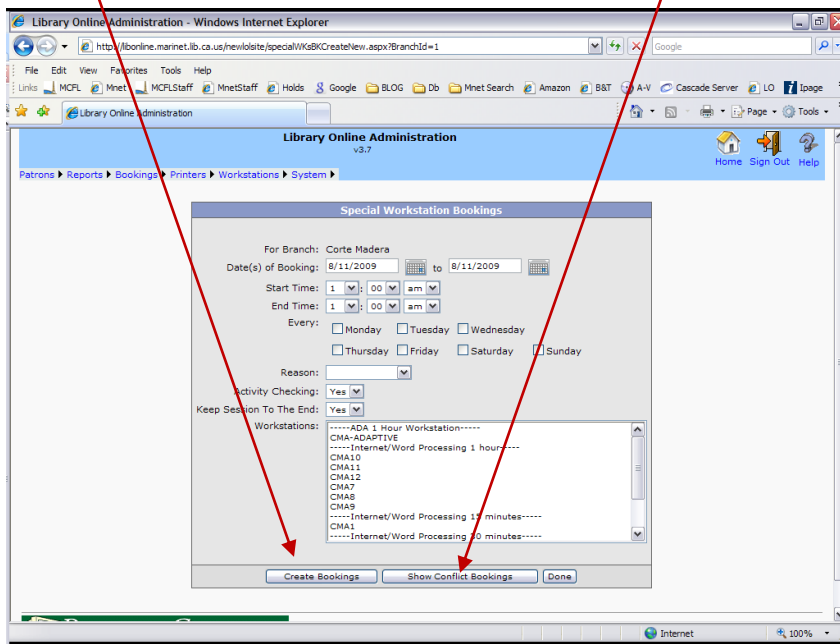 Library Online Administration - Windows Internet Explorer
http://libonline.marinet.lib.ca.us/newlolsite/specialWKsBKCreateNew.aspx?BranchId=1
Google
File Edit View Favorites Tools Help
Links MCFL Mnet MCFLStaff MnetStaff Holds Google BLOG Db Mnet Search Amazon B&T A-V Cascade Server LO Ipage
Library Online Administration
Page Tools
Library Online Administration
v3.7
Home Sign Out Help
Patrons Reports Bookings Printers Workstations System
Special Workstation Bookings
For Branch: Corte Madera
Date(s) of Booking: 8/11/2009 to 8/11/2009
Start Time: 1 : 00 am
End Time: 1 : 00 am
Every: Monday Tuesday Wednesday
Thursday Friday Saturday Sunday
Reason:
Activity Checking: Yes
Keep Session To The End: Yes
Workstations: -----ADA 1 Hour Workstation-----
CMA-ADAPTIVE
-----Internet/Word Processing 1 hour-----
CMA10
CMA11
CMA12
CMA7
CMA8
CMA9
-----Internet/Word Processing 15 minutes-----
CMA1
-----Internet/Word Processing 30 minutes-----
Create Bookings Show Conflict Bookings Done
Internet 100%